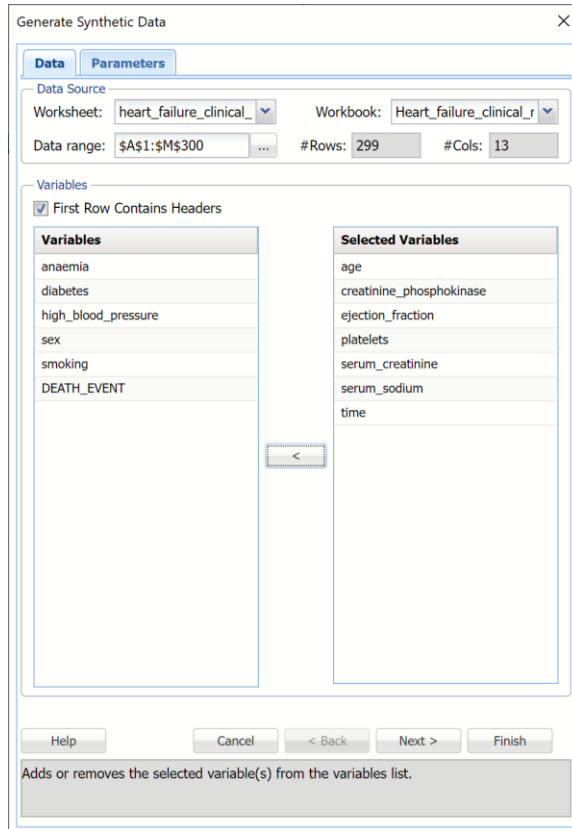 Generate Synthetic Data
Data Parameters
Data Source
Worksheet: heart_failure_clinical_ Workbook: Heart_failure_clinical_r
Data range: $A$1:$M$300 ... #Rows: 299 #Cols: 13
Variables
First Row Contains Headers
Variables Selected Variables
anaemia age
diabetes creatinine_phosphokinase
high_blood_pressure ejection_fraction
sex platelets
smoking serum_creatinine
DEATH_EVENT serum_sodium
time
<
Help Cancel < Back Next > Finish
Adds or removes the selected variable(s) from the variables list.